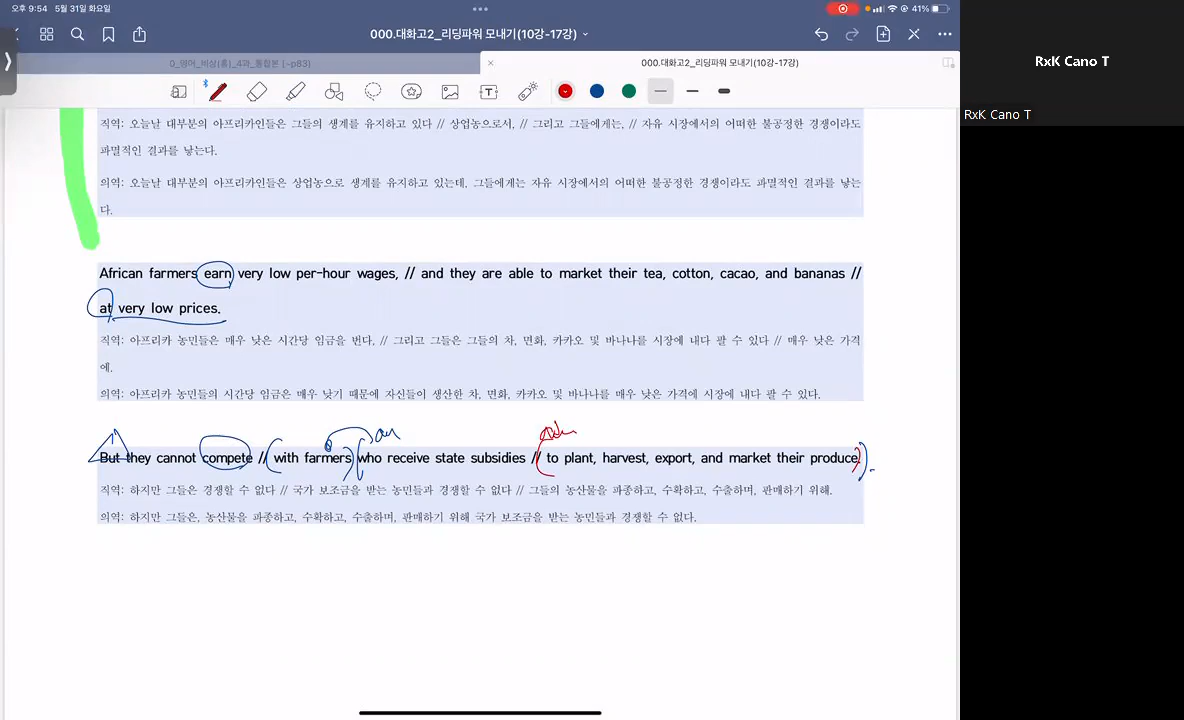 오후 9:54 5월 31일 화요일
41%
000.대화고2_리딩파워 모내기(10강-17강)
0_영어_비상(홍)_4과_통합본 (~p83)
000.대화고2_리딩파워 모내기(10강-17강)
RxK Cano T
RxK Cano T
직역: 오늘날 대부분의 아프리카인들은 그들의 생계를 유지하고 있다 // 상업농으로서, // 그리고 그들에게는, // 자유 시장에서의 어떠한 불공정한 경쟁이라도
파멸적인 결과를 낳는다.
의역: 오늘날 대부분의 아프리카인들은 상업농으로 생계를 유지하고 있는데, 그들에게는 자유 시장에서의 어떠한 불공정한 경쟁이라도 파멸적인 결과를 낳는
다.
African farmers earn very low per-hour wages, // and they are able to market their tea, cotton, cacao, and bananas //
at very low prices.
직역: 아프리카 농민들은 매우 낮은 시간당 임금을 번다, // 그리고 그들은 그들의 차, 면화, 카카오 및 바나나를 시장에 내다 팔 수 있다 // 매우 낮은 가격
에.
의역: 아프리카 농민들의 시간당 임금은 매우 낮기 때문에 자신들이 생산한 차, 면화, 카카오 및 바나나를 매우 낮은 가격에 시장에 내다 팔 수 있다.
But they cannot compete // with farmers who receive state subsidies // to plant, harvest, export, and market their produce.
직역: 하지만 그들은 경쟁할 수 없다 // 국가 보조금을 받는 농민들과 경쟁할 수 없다 // 그들의 농산물을 파종하고, 수확하고, 수출하며, 판매하기 위해.
의역: 하지만 그들은, 농산물을 파종하고, 수확하고, 수출하며, 판매하기 위해 국가 보조금을 받는 농민들과 경쟁할 수 없다.